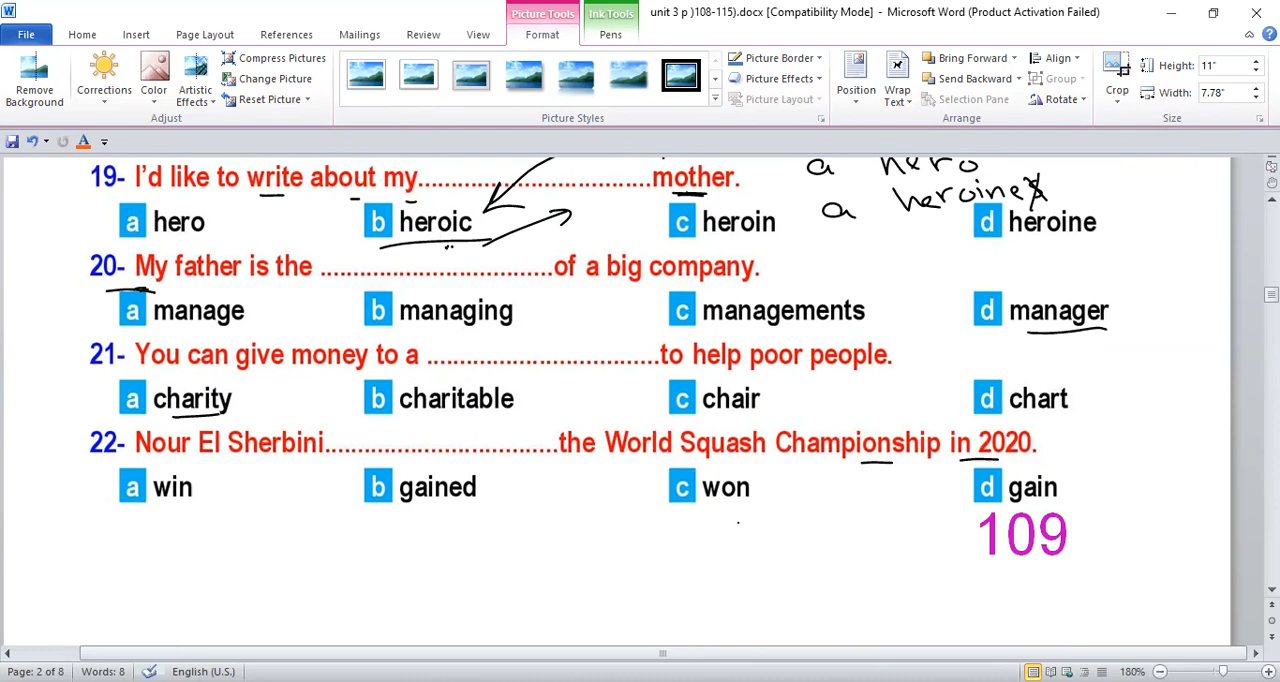 Picture Tools Ink Tools unit 3 p )108-115).docx [Compatibility Mode] - Microsoft Word (Product Activation Failed)
File Home Insert Page Layout References Mailings Review View Format Pens
Remove Background Corrections Color Artistic Effects Compress Pictures Change Picture Reset Picture
Picture Border Picture Effects Picture Layout
Position Wrap Text Bring Forward Send Backward Selection Pane Align Group Rotate
Crop Height: 11" Width: 7.78"
Adjust Picture Styles Arrange Size
a hero
19- I'd like to write about my.................................mother.
a heroine
a hero b heroic c heroin d heroine
20- My father is the .................................of a big company.
a manage b managing c managements d manager
21- You can give money to a .................................to help poor people.
a charity b charitable c chair d chart
22- Nour El Sherbini.................................the World Squash Championship in 2020.
a win b gained c won d gain
109
Page: 2 of 8 Words: 8 English (U.S.) 180%